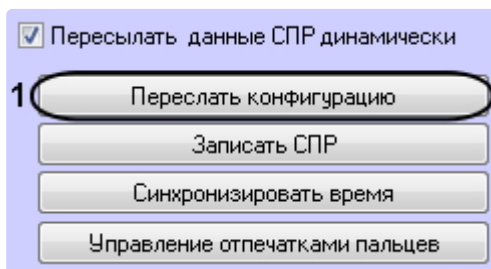 Пересылать данные СПР динамически
1 Переслать конфигурацию
Записать СПР
Синхронизировать время
Управление отпечатками пальцев